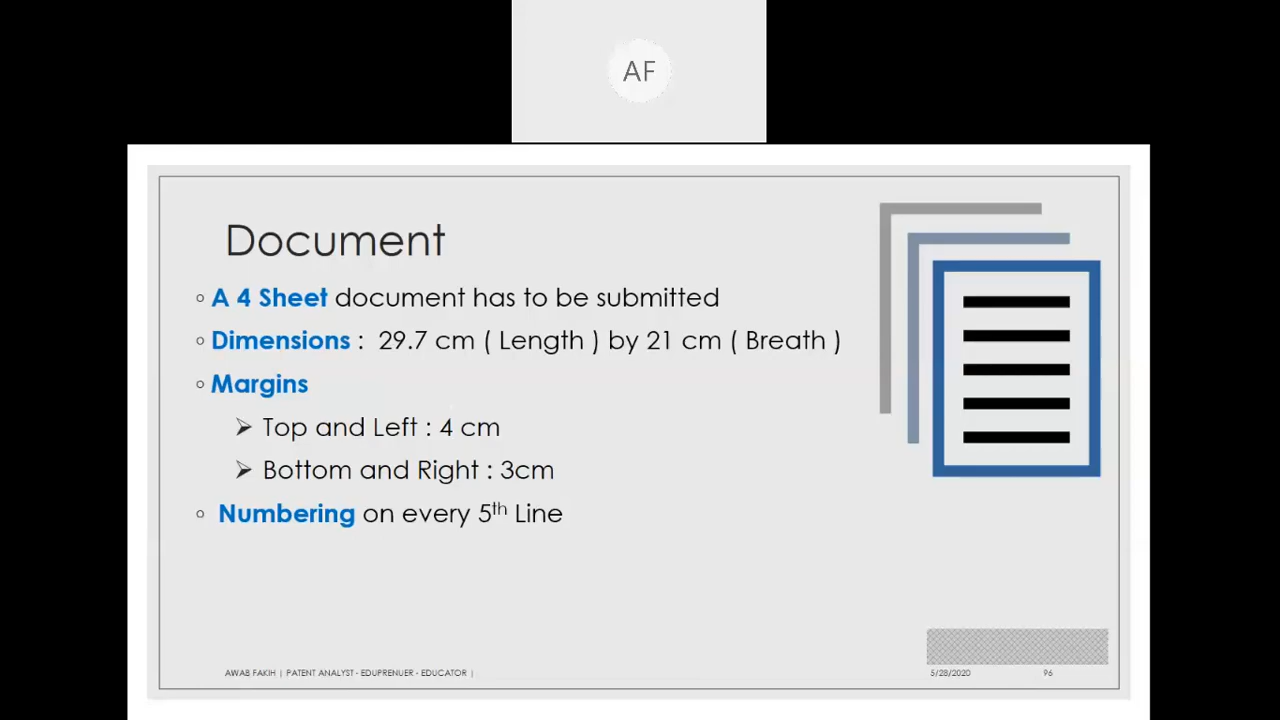 AF
Document
A 4 Sheet document has to be submitted
Dimensions : 29.7 cm ( Length ) by 21 cm ( Breath )
Margins
Top and Left : 4 cm
Bottom and Right : 3cm
Numbering on every 5th Line
AWAB FAKIH | PATENT ANALYST - EDUPRENUER - EDUCATOR | 5/28/2020 96